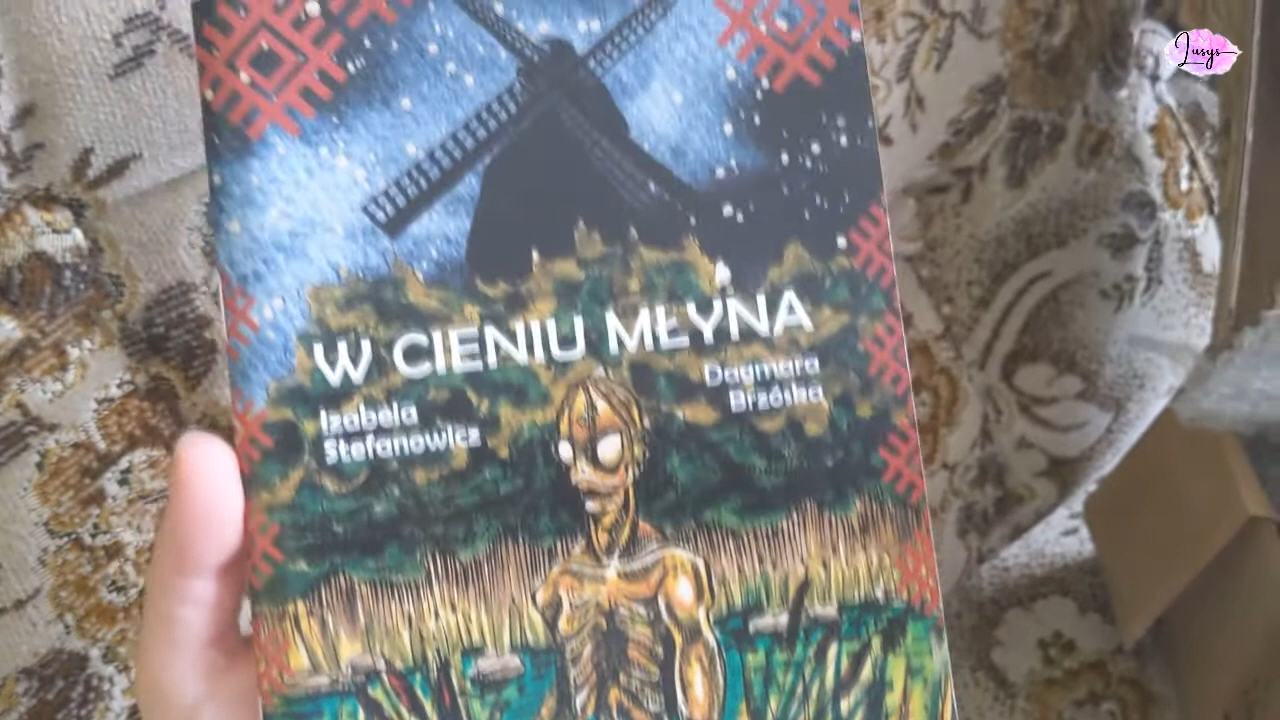 Lusys
W CIENIU MŁYNA
Izabela
Stefanowicz
Dagmara
Brzóska